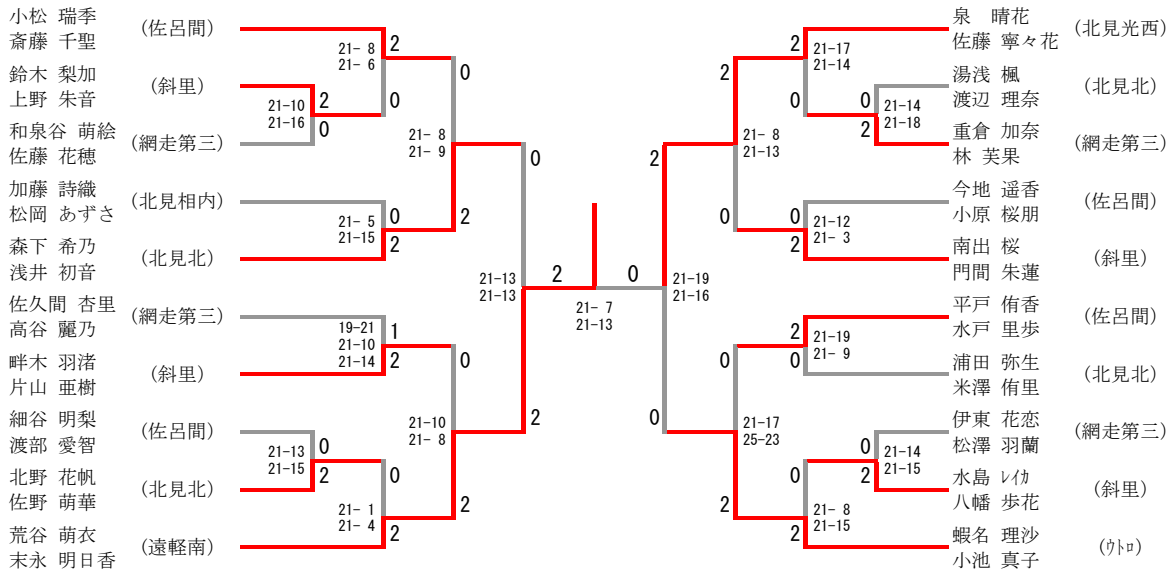 小松 瑞季
斎藤 千聖
(佐呂間)
鈴木 梨加
上野 朱音
(斜里)
和泉谷 萌絵
佐藤 花穂
(網走第三)
加藤 詩織
松岡 あずさ
(北見相内)
森下 希乃
浅井 初音
(北見北)
佐久間 杏里
高谷 麗乃
(網走第三)
畔木 羽渚
片山 亜樹
(斜里)
細谷 明梨
渡部 愛智
(佐呂間)
北野 花帆
佐野 萌華
(北見北)
荒谷 萌衣
末永 明日香
(遠軽南)
21-10
21-16
2
0
21- 8
21- 6
2
0
21- 5
21-15
0
2
21- 8
21- 9
0
2
19-21
21-10
21-14
1
2
21-13
21-15
0
2
21- 1
21- 4
0
2
21-10
21- 8
0
2
21-13
21-13
0
2
2
0
21- 7
21-13
21-19
21-16
2
0
21- 8
21-13
2
0
21-17
21-14
2
0
21-14
21-18
0
2
21-12
21- 3
0
2
21-17
25-23
0
2
21-19
21- 9
2
0
21-14
21-15
0
2
21- 8
21-15
0
2
泉 晴花
佐藤 寧々花
(北見光西)
湯浅 楓
渡辺 理奈
(北見北)
重倉 加奈
林 芙果
(網走第三)
今地 遥香
小原 桜朋
(佐呂間)
南出 桜
門間 朱蓮
(斜里)
平戸 侑香
水戸 里歩
(佐呂間)
浦田 弥生
米澤 侑里
(北見北)
伊東 花恋
松澤 羽蘭
(網走第三)
水島 ﾚｲｶ
八幡 歩花
(斜里)
蝦名 理沙
小池 真子
(ｳﾄﾛ)